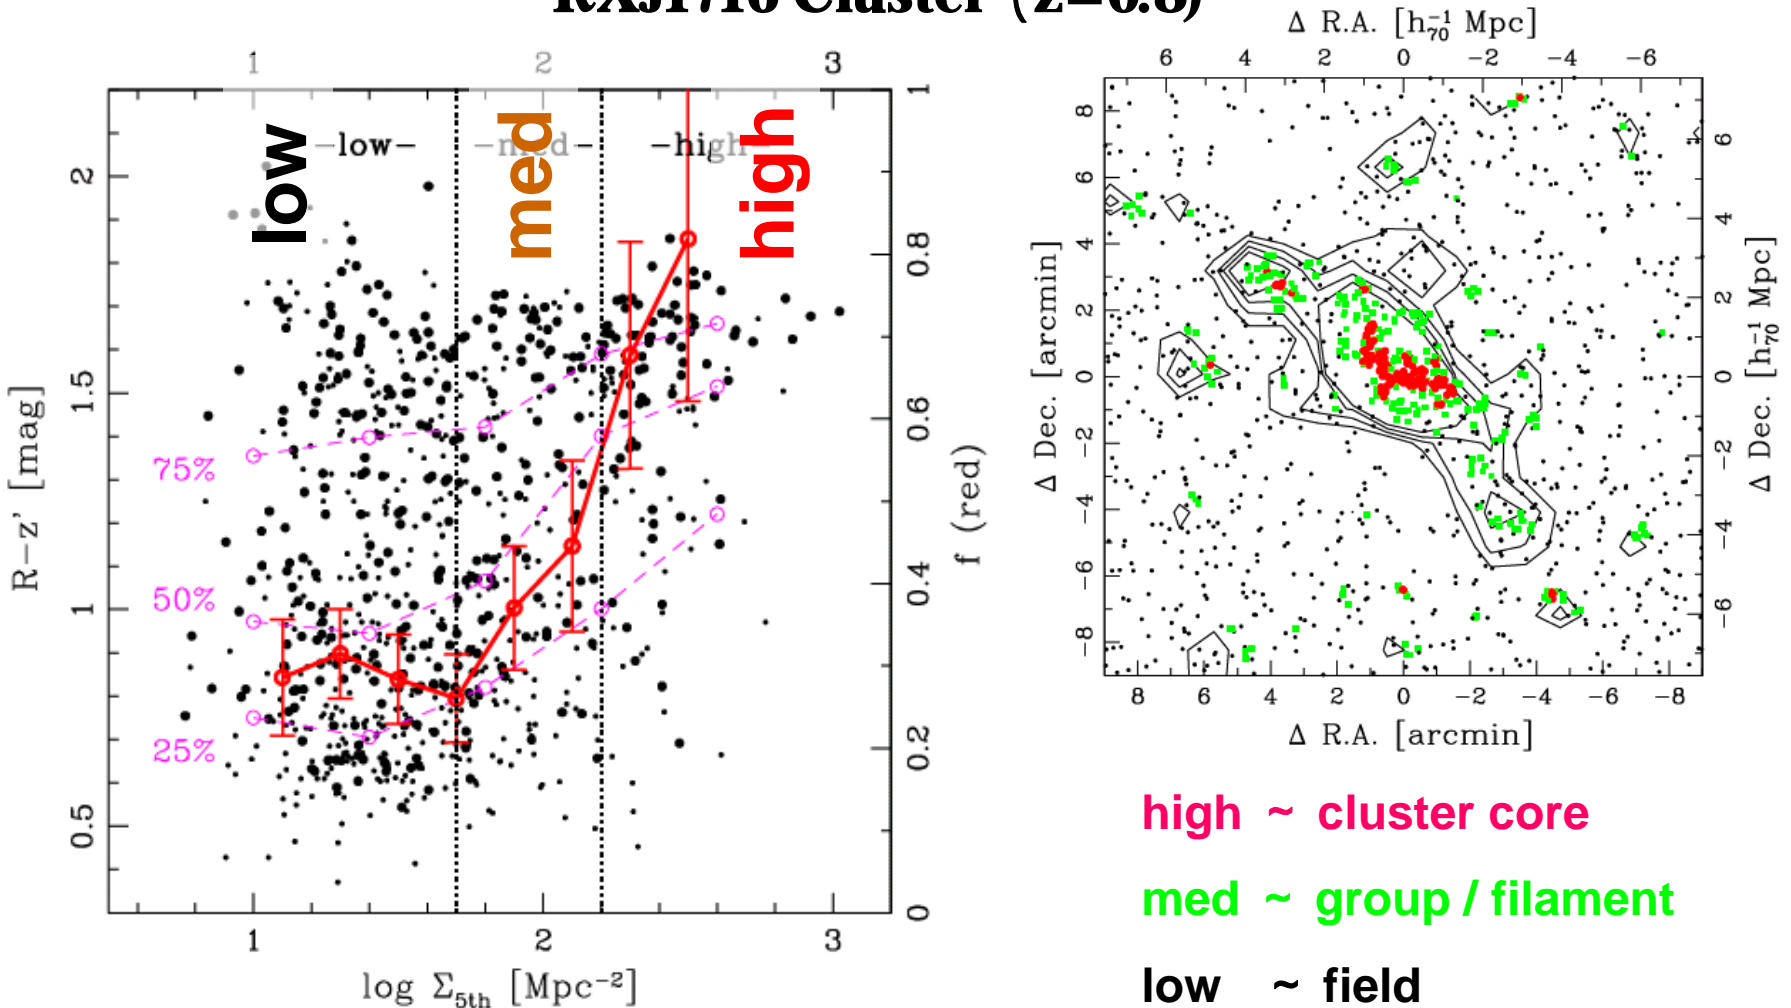 RXJ1716 Cluster (z=0.8)
1 2 3
low med high
-low- -med- -high-
2
1.5
1
0.5
R-z' [mag]
75%
50%
25%
1
0.8
0.6
0.4
0.2
0
f (red)
1 2 3
log Σ5th [Mpc−2]
Δ R.A. [h70−1 Mpc]
6 4 2 0 −2 −4 −6
8
6
4
2
0
−2
−4
−6
−8
Δ Dec. [arcmin]
6
4
2
0
−2
−4
−6
Δ Dec. [h70−1 Mpc]
8 6 4 2 0 −2 −4 −6 −8
Δ R.A. [arcmin]
high ~ cluster core
med ~ group / filament
low ~ field